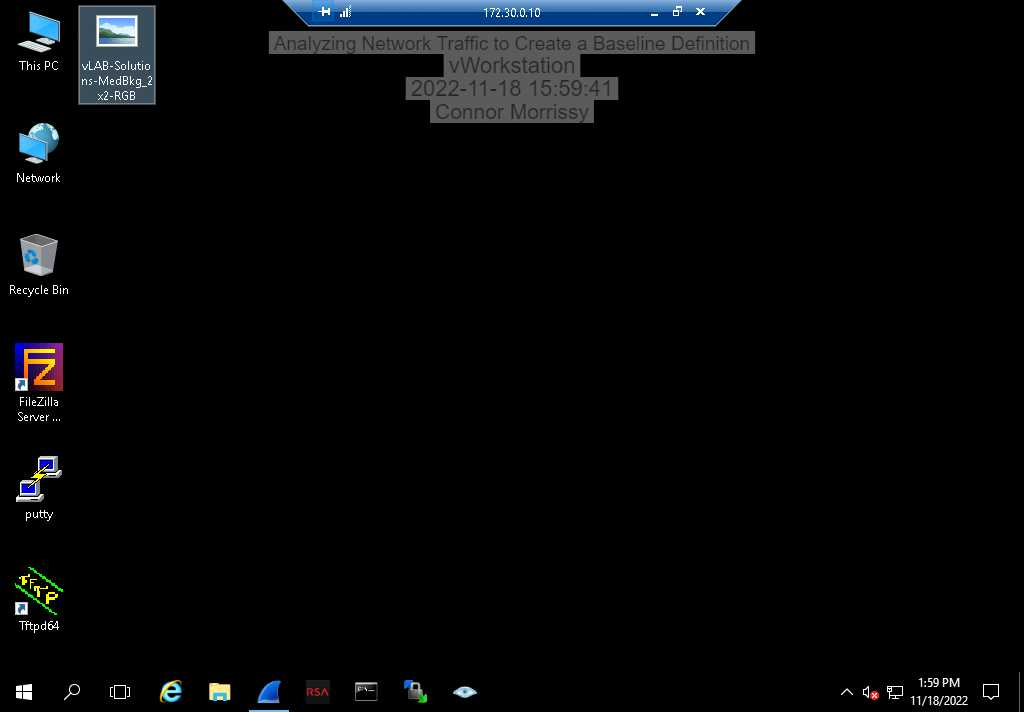 172.30.0.10
Analyzing Network Traffic to Create a Baseline Definition
vWorkstation
2022-11-18 15:59:41
Connor Morrissy
This PC
vLAB-Solutio
ns-MedBkg_2
x2-RGB
Network
Recycle Bin
FZ
FileZilla
Server ...
putty
TFTP
Tftpd64
RSA
C:\_
1:59 PM
11/18/2022